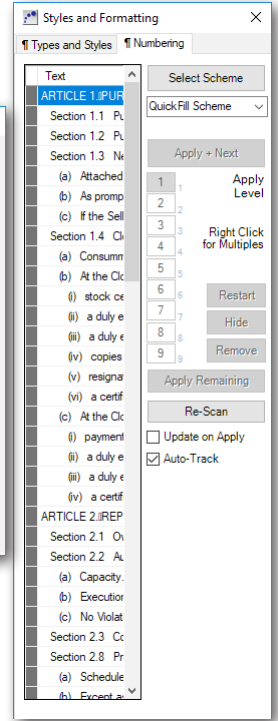 Styles and Formatting
¶ Types and Styles ¶ Numbering
Text
ARTICLE 1. PUR
Section 1.1 Pu
Section 1.2 Pu
Section 1.3 Ne
(a) Attached
(b) As promp
(c) If the Sell
Section 1.4 Cl
(a) Consumm
(b) At the Clo
(i) stock ce
(ii) a duly e
(iii) a duly e
(iv) copies
(v) resigna
(vi) a certif
(c) At the Clo
(i) payment
(ii) a duly e
(iii) a duly e
(iv) a certif
ARTICLE 2. REP
Section 2.1 Ov
Section 2.2 Au
(a) Capacity.
(b) Execution
(c) No Violat
Section 2.3 Co
Section 2.8 Pr
(a) Schedule
(b) Except as
Select Scheme
QuickFill Scheme
Apply + Next
1 1
2 2
3 3
4 4
5 5
6 6
7 7
8 8
9 9
Apply
Level
Right Click
for Multiples
Restart
Hide
Remove
Apply Remaining
Re-Scan
Update on Apply
Auto-Track